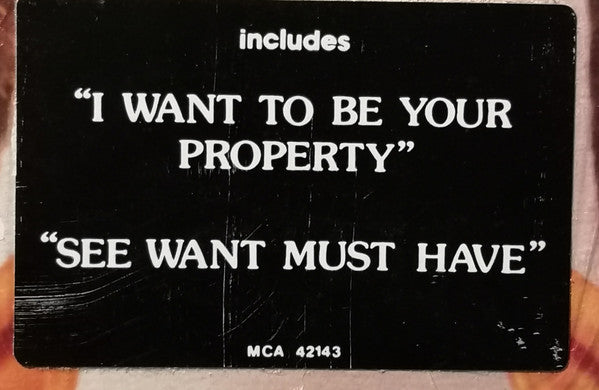 includes
“I WANT TO BE YOUR
PROPERTY”
“SEE WANT MUST HAVE”
MCA 42143